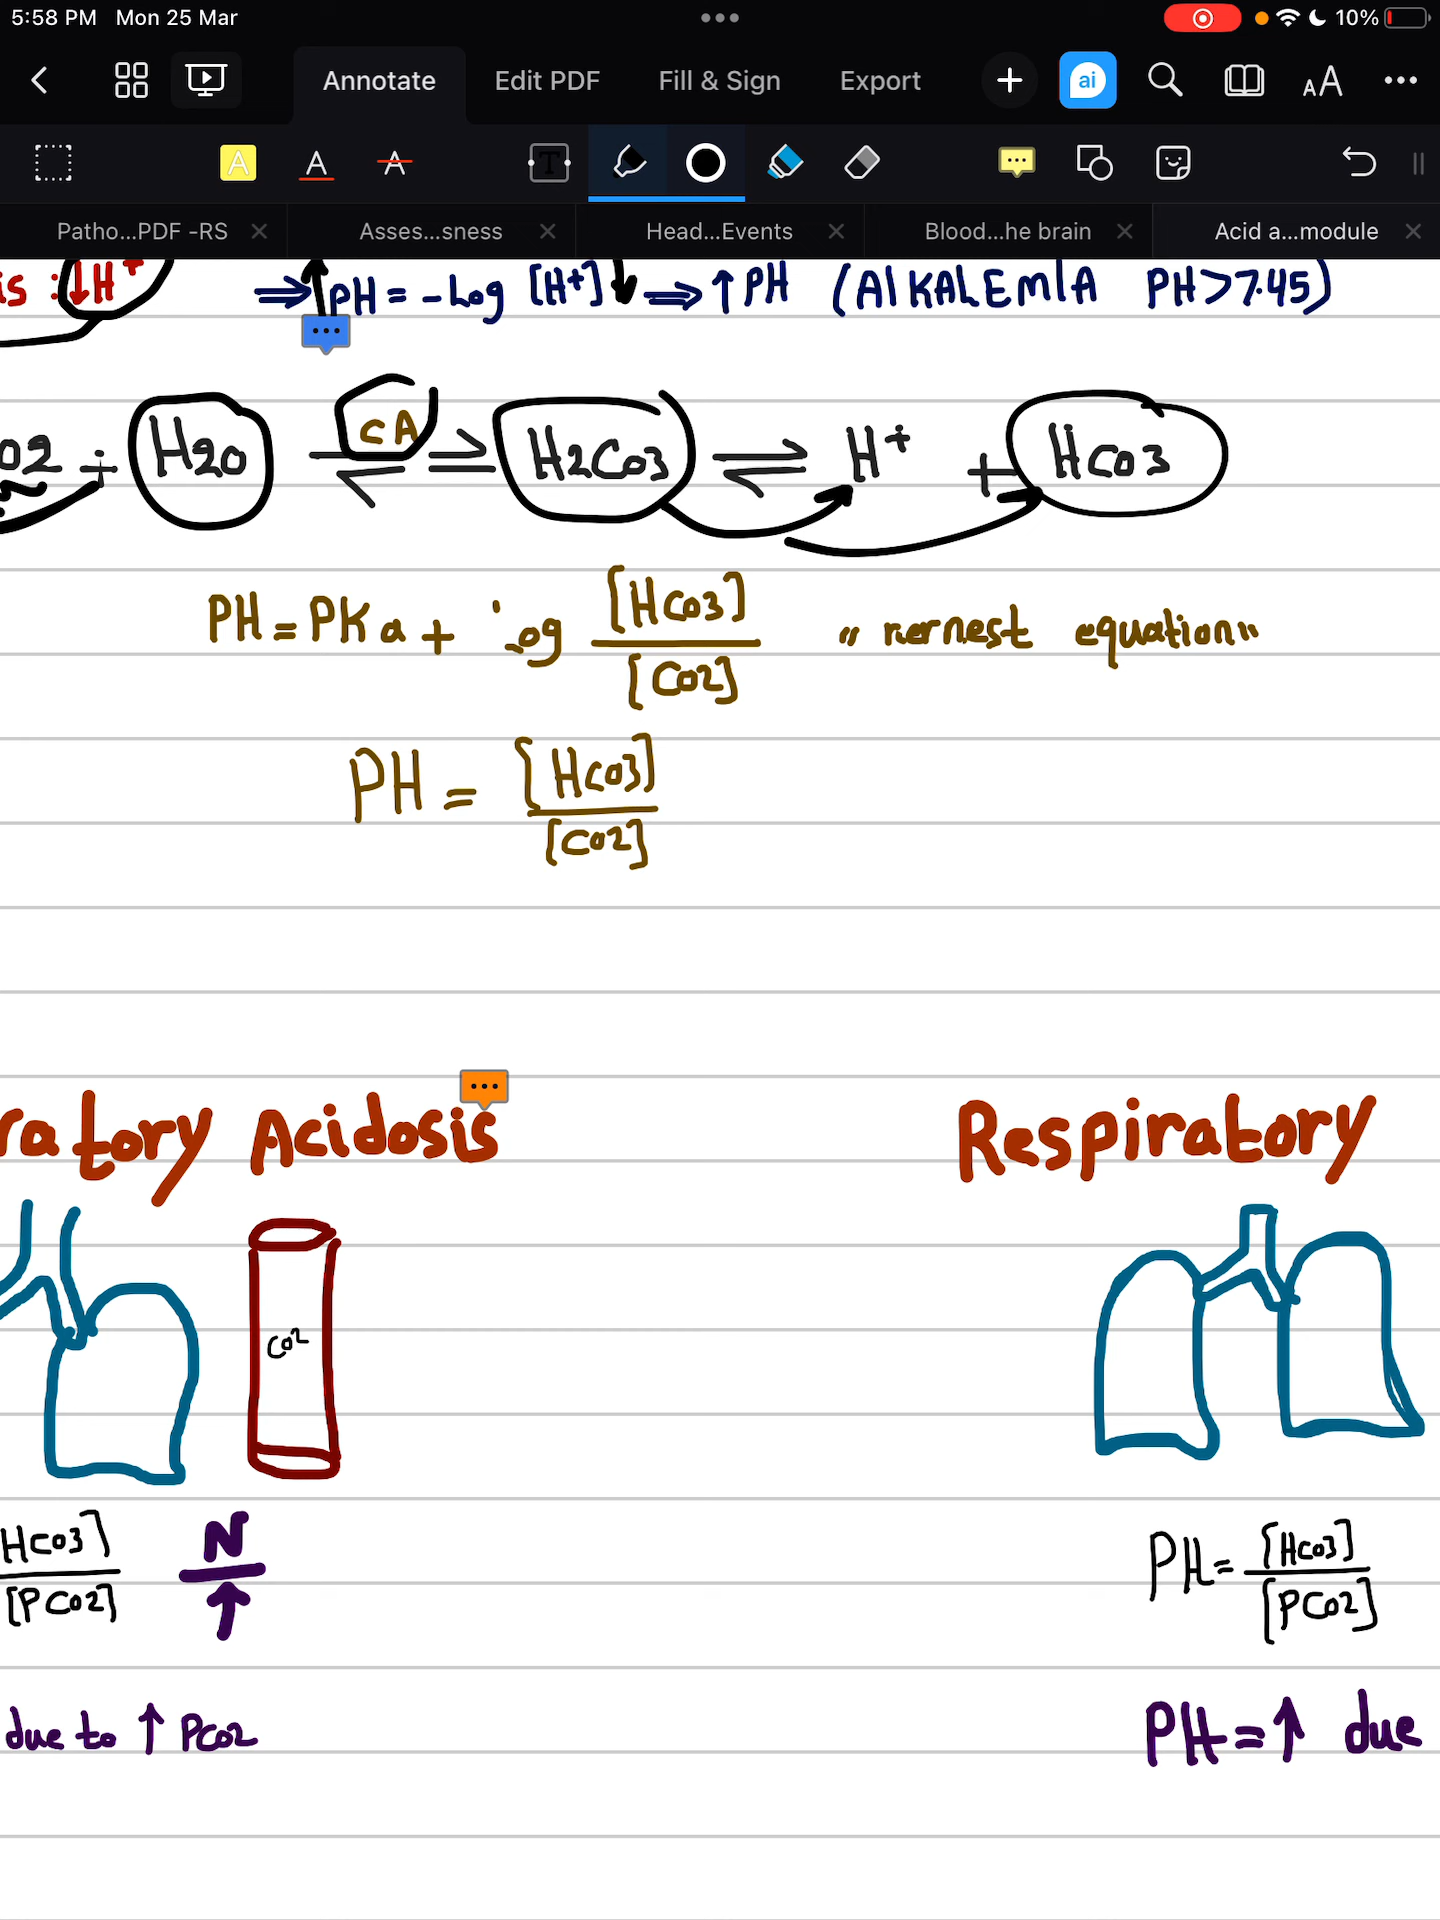 5:58 PM Mon 25 Mar
10%
Annotate Edit PDF Fill & Sign Export ai AA
A A A T
Patho...PDF -RS Asses...sness Head...Events Blood...he brain Acid a...module
is : ↓H+ ⇒ PH = -Log [H+] ⇒ ↑ PH (AlKALEmIA PH>7.45)
O2 + H2O ⇌ CA ⇌ H2CO3 ⇌ H+ + HCO3
PH = PKa + log [HCO3] / [CO2] " nernest equation"
PH = [HCO3] / [CO2]
ratory Acidosis Respiratory
CO2
HCO3] / [PCO2] N / ↑ PH = [HCO3] / [PCO2]
due to ↑ PCO2 PH = ↑ due